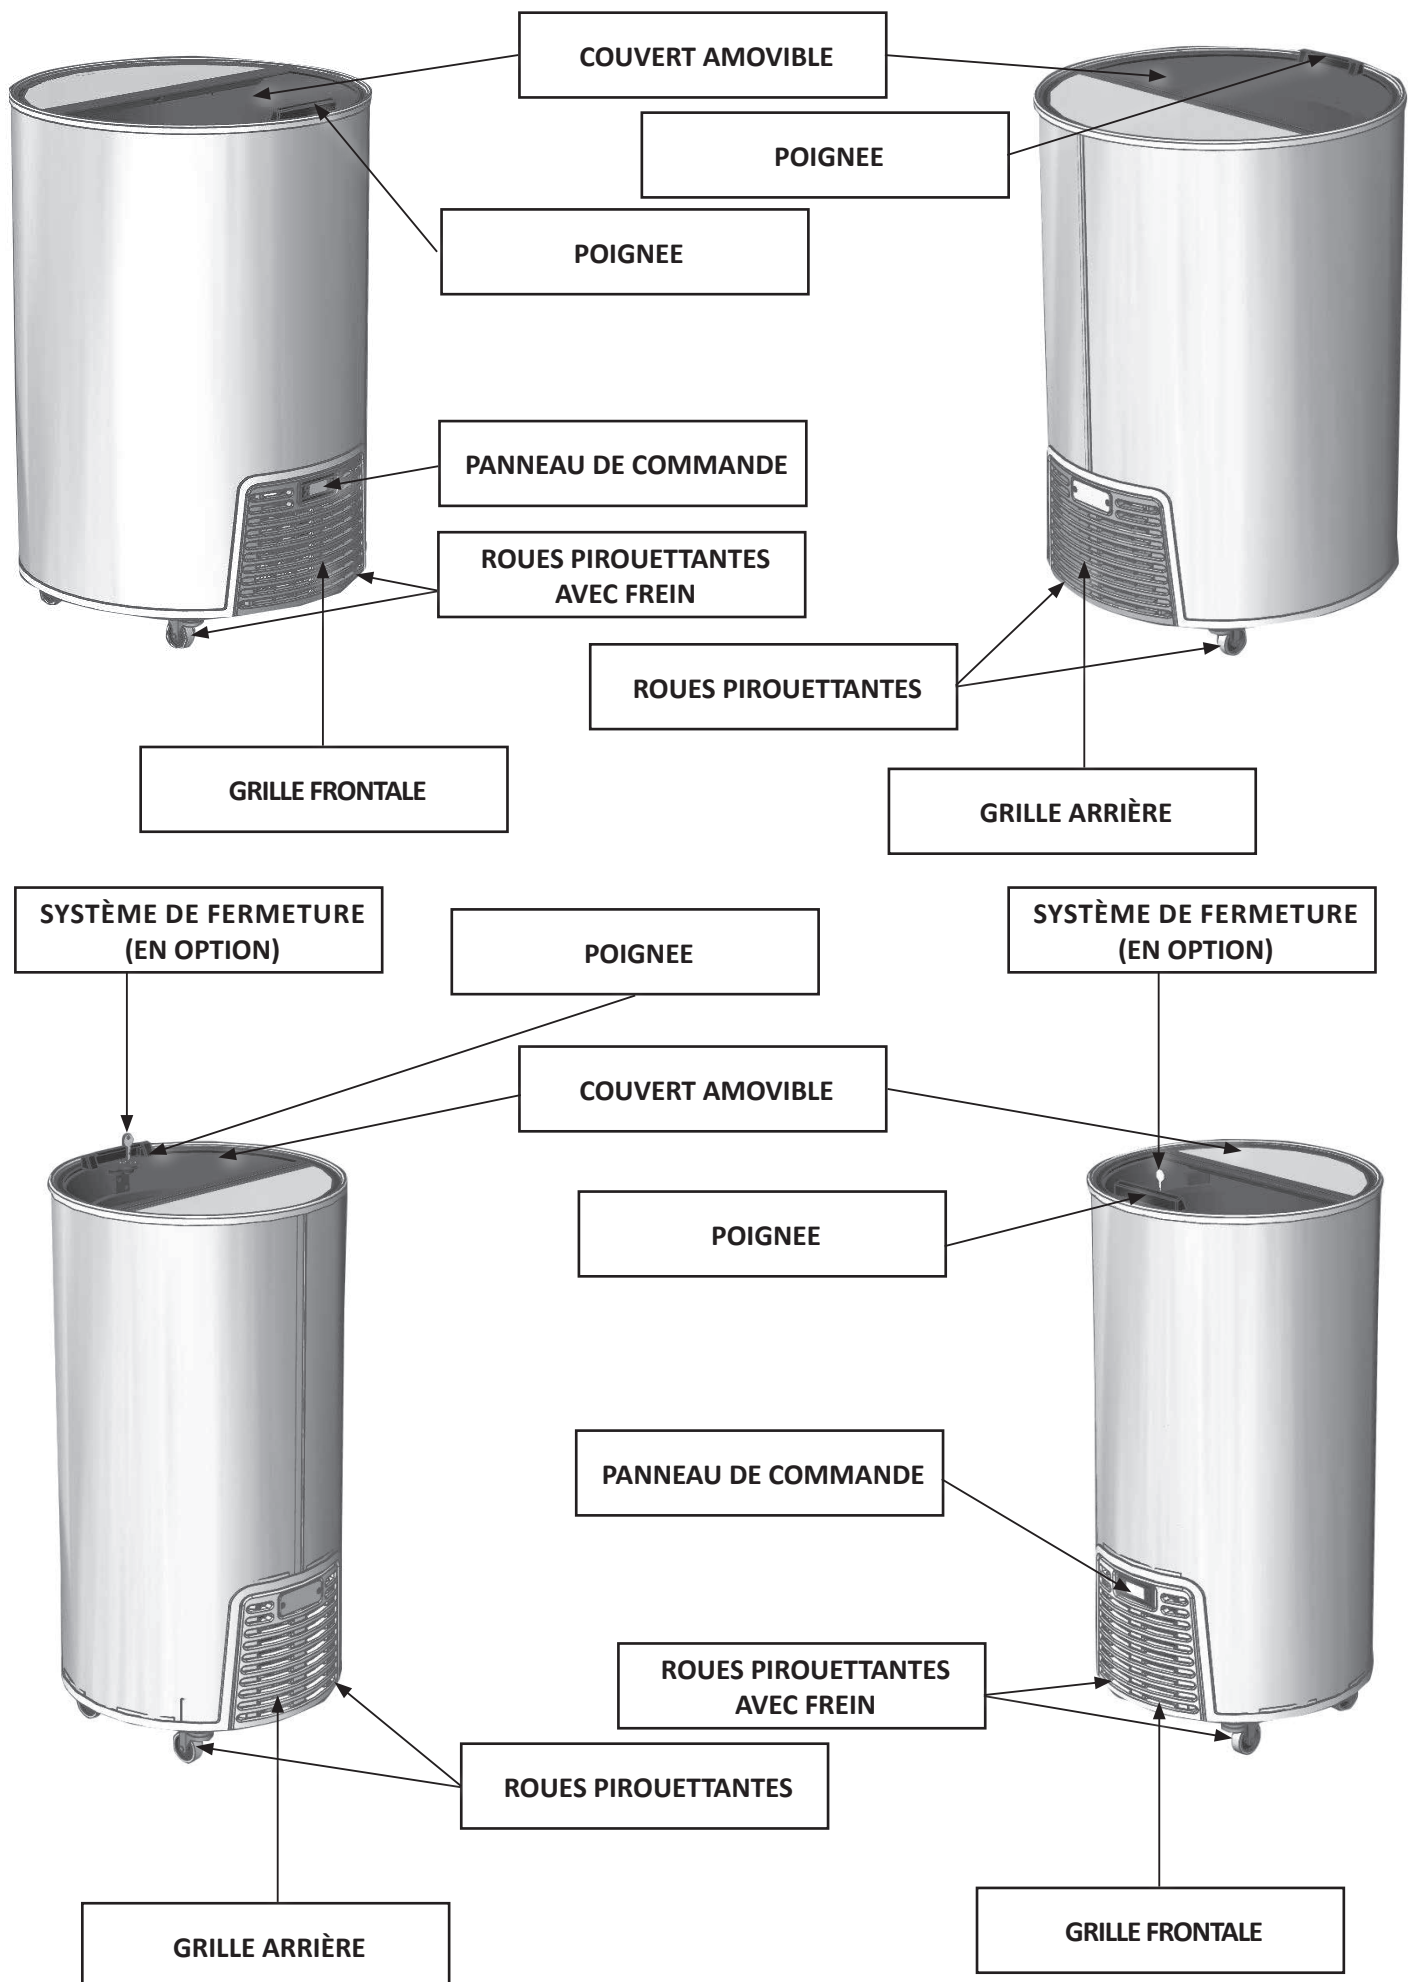 COUVERT AMOVIBLE
POIGNEE
POIGNEE
PANNEAU DE COMMANDE
ROUES PIROUETTANTES
AVEC FREIN
ROUES PIROUETTANTES
GRILLE FRONTALE
GRILLE ARRIÈRE
SYSTÈME DE FERMETURE
(EN OPTION)
POIGNEE
SYSTÈME DE FERMETURE
(EN OPTION)
COUVERT AMOVIBLE
POIGNEE
PANNEAU DE COMMANDE
ROUES PIROUETTANTES
AVEC FREIN
ROUES PIROUETTANTES
GRILLE ARRIÈRE
GRILLE FRONTALE